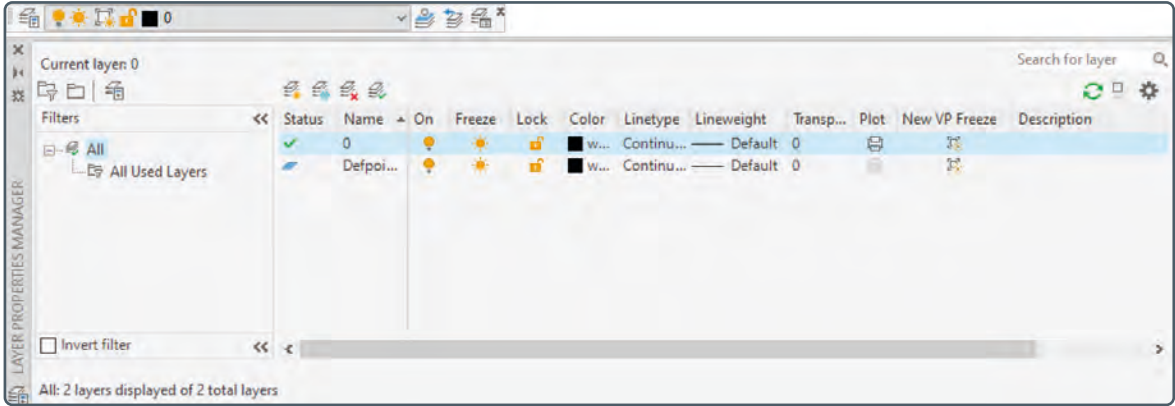 0
Current layer: 0
Search for layer
Filters
Status Name On Freeze Lock Color Linetype Lineweight Transp... Plot New VP Freeze Description
All
0 w... Continu... Default 0
All Used Layers
Defpoi... w... Continu... Default 0
LAYER PROPERTIES MANAGER
Invert filter
All: 2 layers displayed of 2 total layers